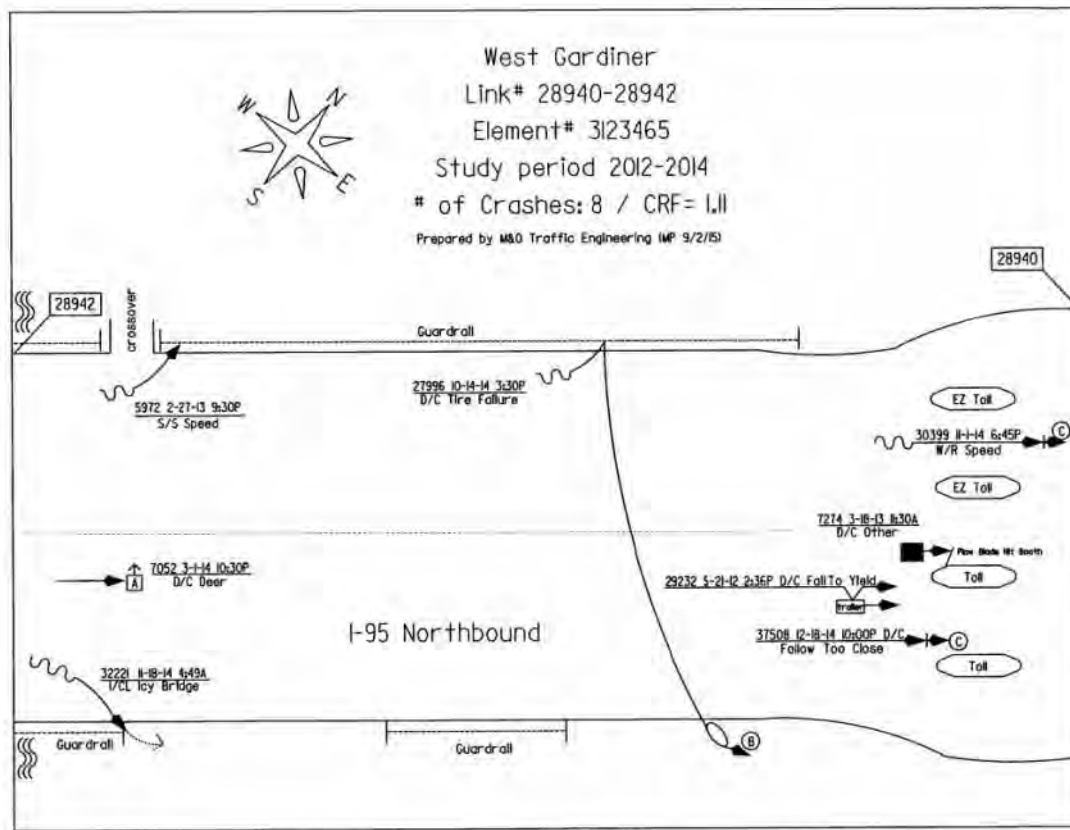 West Gardiner
Link# 28940-28942
Element# 3123465
Study period 2012-2014
# of Crashes: 8 / CRF= 1.11
Prepared by M&O Traffic Engineering (MP 9/2/15)
W
N
S
E
28940
28942
crossover
Guardrail
5972 2-27-13 9:30P
S/S Speed
27996 10-14-14 3:30P
D/C Tire Failure
EZ Toll
30399 11-1-14 6:45P
W/R Speed
C
EZ Toll
7274 3-18-13 11:30A
D/C Other
Plow Blade Hit Booth
Toll
7052 3-1-14 10:30P
D/C Deer
A
29232 5-21-12 2:36P D/C FailTo Yield
trailer
I-95 Northbound
37508 12-18-14 10:00P D/C
Follow Too Close
C
Toll
32221 11-18-14 4:49A
I/CL Icy Bridge
Guardrail
Guardrail
B